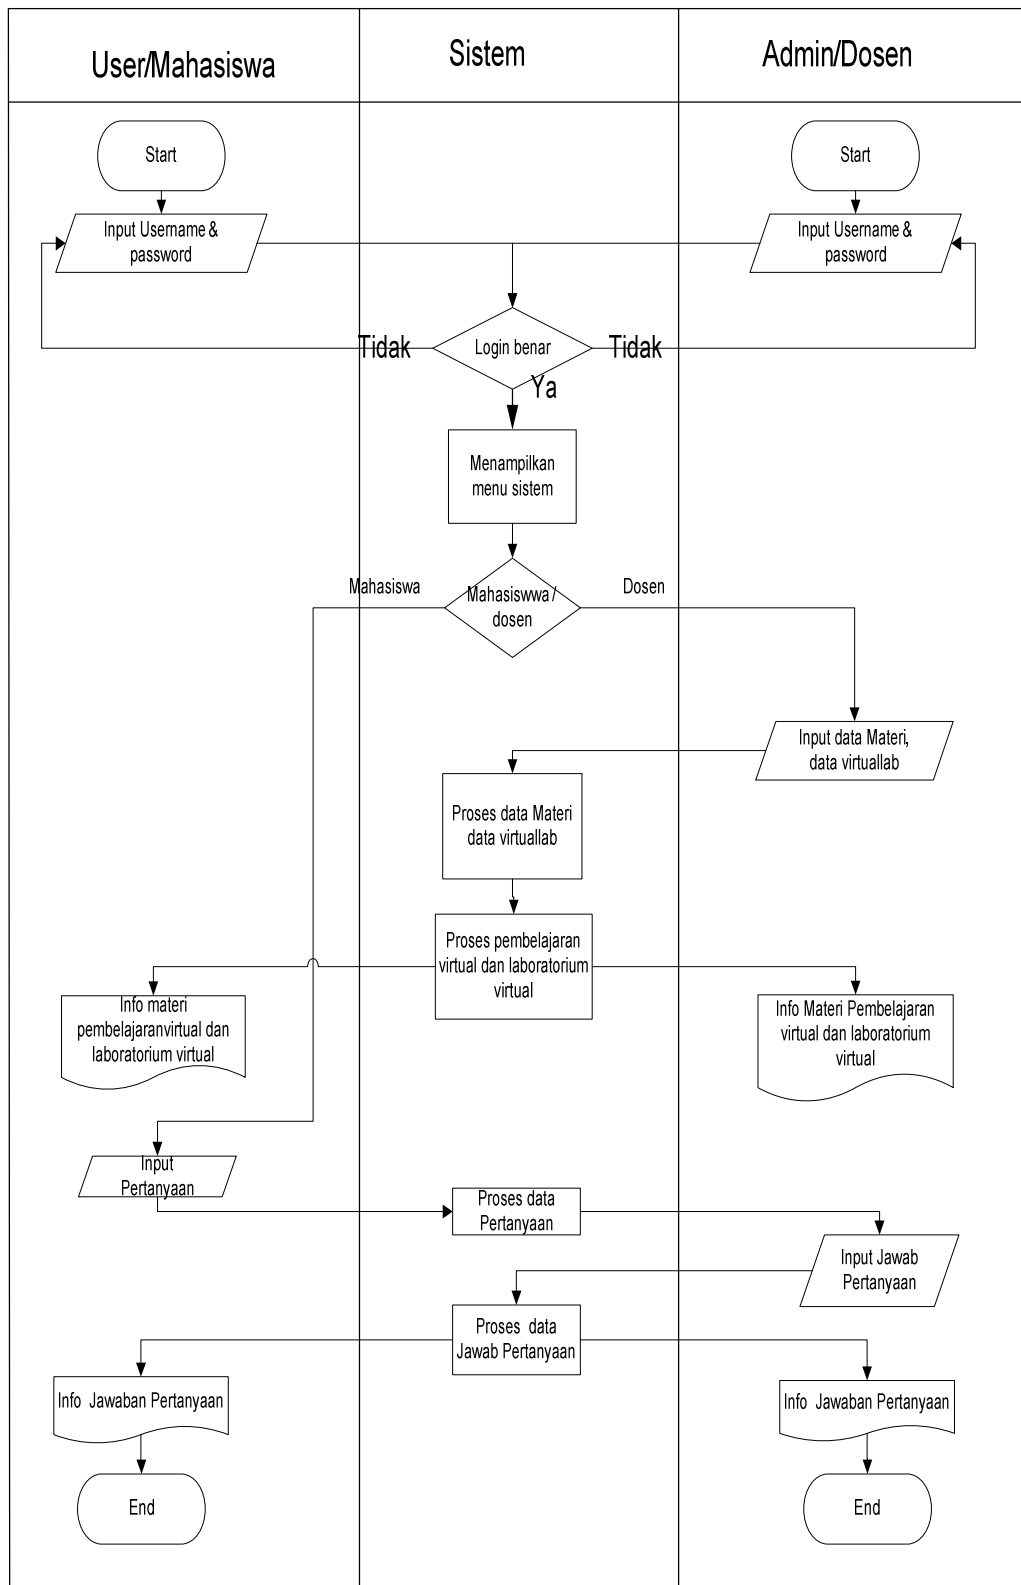 User/Mahasiswa
Sistem
Admin/Dosen
Start
Start
Input Username &
password
Input Username &
password
Tidak
Login benar
Tidak
Ya
Menampilkan
menu sistem
Mahasiswa
Mahasiswwa /
dosen
Dosen
Input data Materi,
data virtuallab
Proses data Materi
data virtuallab
Proses pembelajaran
virtual dan laboratorium
virtual
Info materi
pembelajaranvirtual dan
laboratorium virtual
Info Materi Pembelajaran
virtual dan laboratorium
virtual
Input
Pertanyaan
Proses data
Pertanyaan
Input Jawab
Pertanyaan
Proses data
Jawab Pertanyaan
Info Jawaban Pertanyaan
Info Jawaban Pertanyaan
End
End